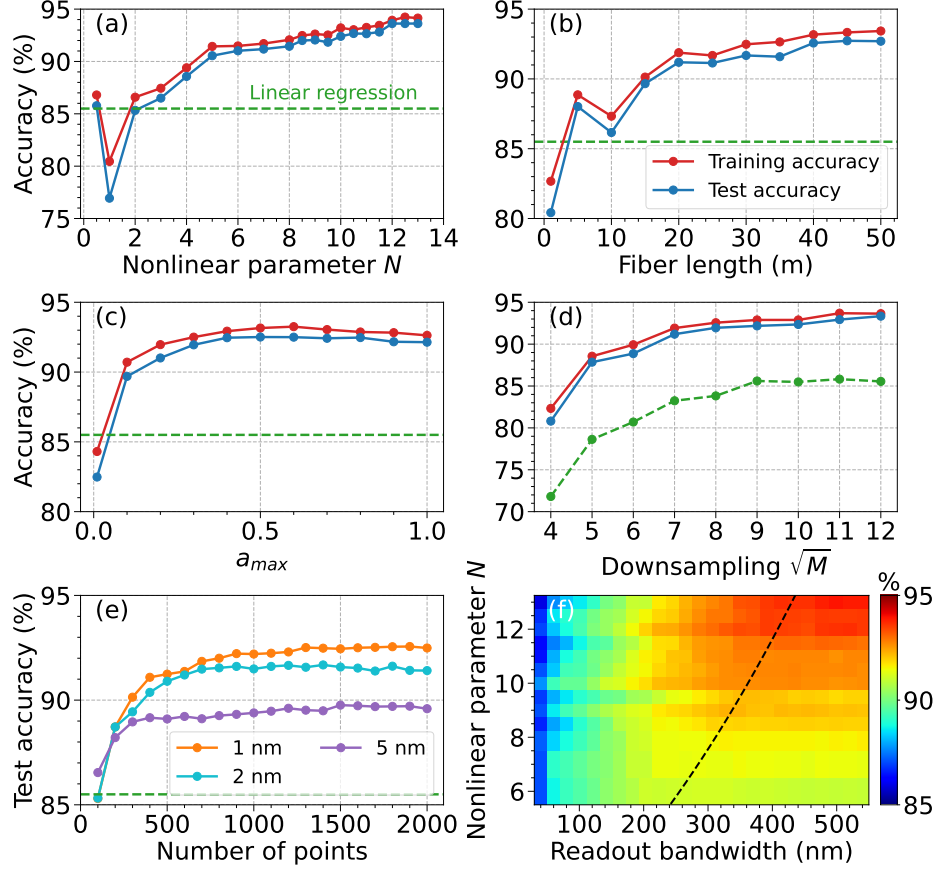 (a)
95
90
85
80
75
Accuracy (%)
Linear regression
0 2 4 6 8 10 12 14
Nonlinear parameter N
(b)
95
90
85
80
Training accuracy
Test accuracy
0 10 20 30 40 50
Fiber length (m)
(c)
95
90
85
80
Accuracy (%)
0.0 0.5 1.0
a_max
(d)
95
90
85
80
75
70
4 5 6 7 8 9 10 11 12
Downsampling √M
(e)
95
90
85
Test accuracy (%)
1 nm 5 nm
2 nm
0 500 1000 1500 2000
Number of points
(f)
12
10
8
6
Nonlinear parameter N
100 200 300 400 500
Readout bandwidth (nm)
%
95
90
85